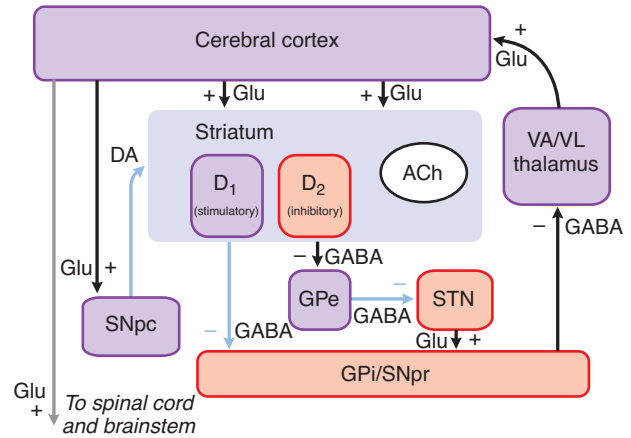 Cerebral cortex
+
Glu
+ Glu
+ Glu
Striatum
DA
D1
(stimulatory)
D2
(inhibitory)
ACh
VA/VL
thalamus
– GABA
– GABA
Glu +
SNpc
GPe
–
GABA
STN
– GABA
Glu +
GPi/SNpr
Glu
+
To spinal cord
and brainstem